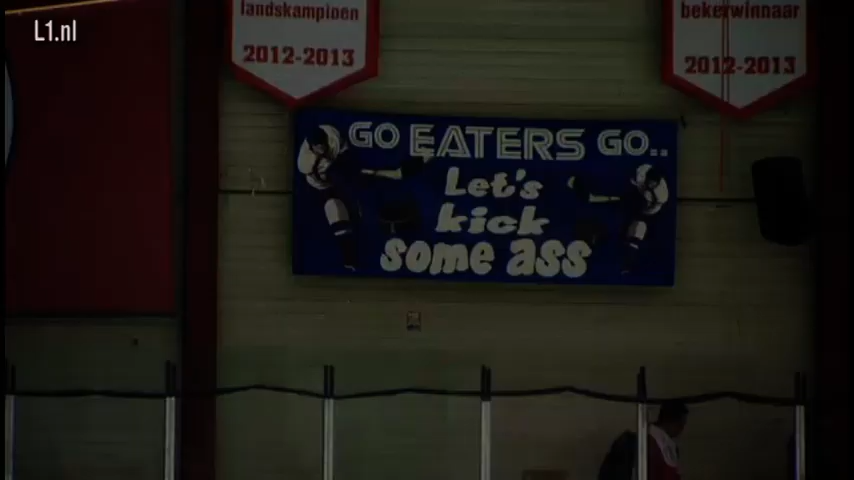 L1.nl
landskampioen
2012-2013
bekerwinnaar
2012-2013
GO EATERS GO..
Let's
kick
some ass